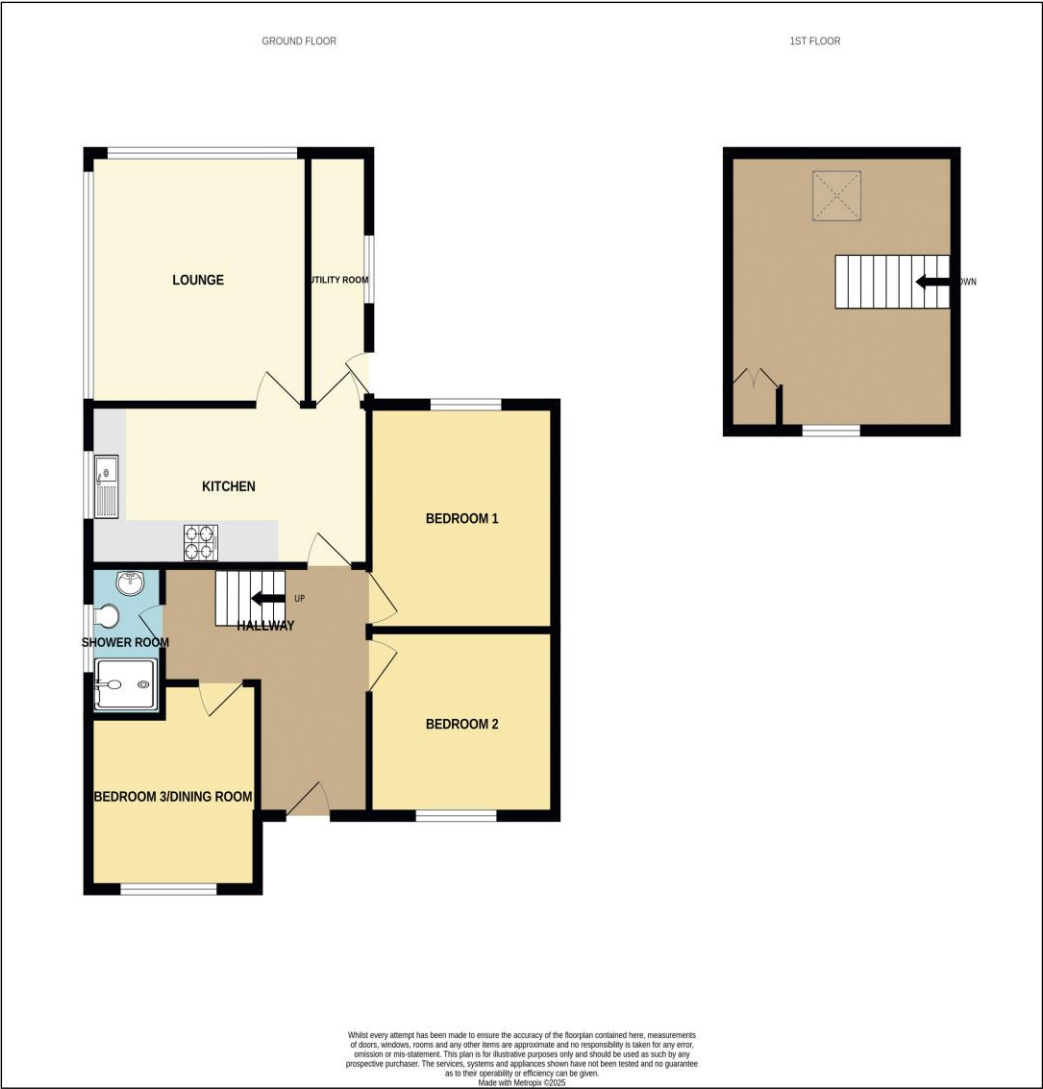 GROUND FLOOR
1ST FLOOR
LOUNGE
UTILITY ROOM
KITCHEN
BEDROOM 1
UP
HALLWAY
SHOWER ROOM
BEDROOM 2
BEDROOM 3/DINING ROOM
OWN
Whilst every attempt has been made to ensure the accuracy of the floorplan contained here, measurements
of doors, windows, rooms and any other items are approximate and no responsibility is taken for any error,
omission or mis-statement. This plan is for illustrative purposes only and should be used as such by any
prospective purchaser. The services, systems and appliances shown have not been tested and no guarantee
as to their operability or efficiency can be given.
Made with Metropix ©2025